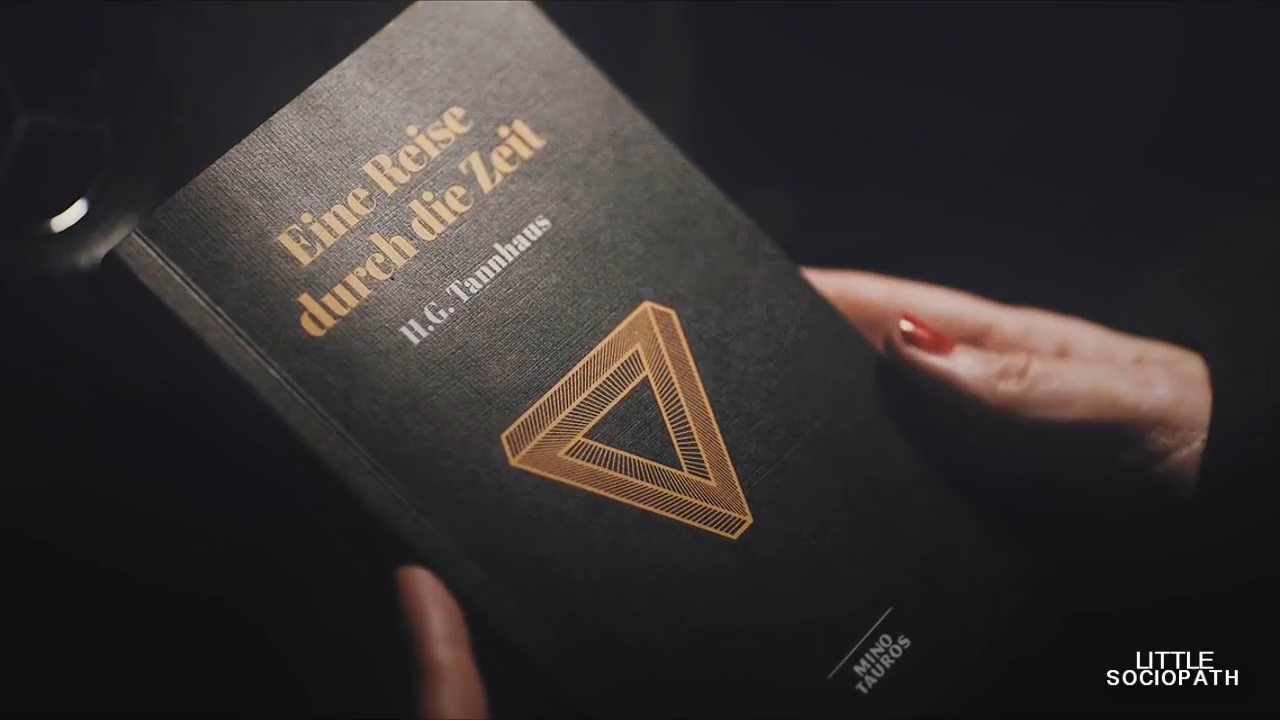 Eine Reise
durch die Zeit
H.G. Tannhaus
MINO
TAUROS
LITTLE
SOCIOPATH